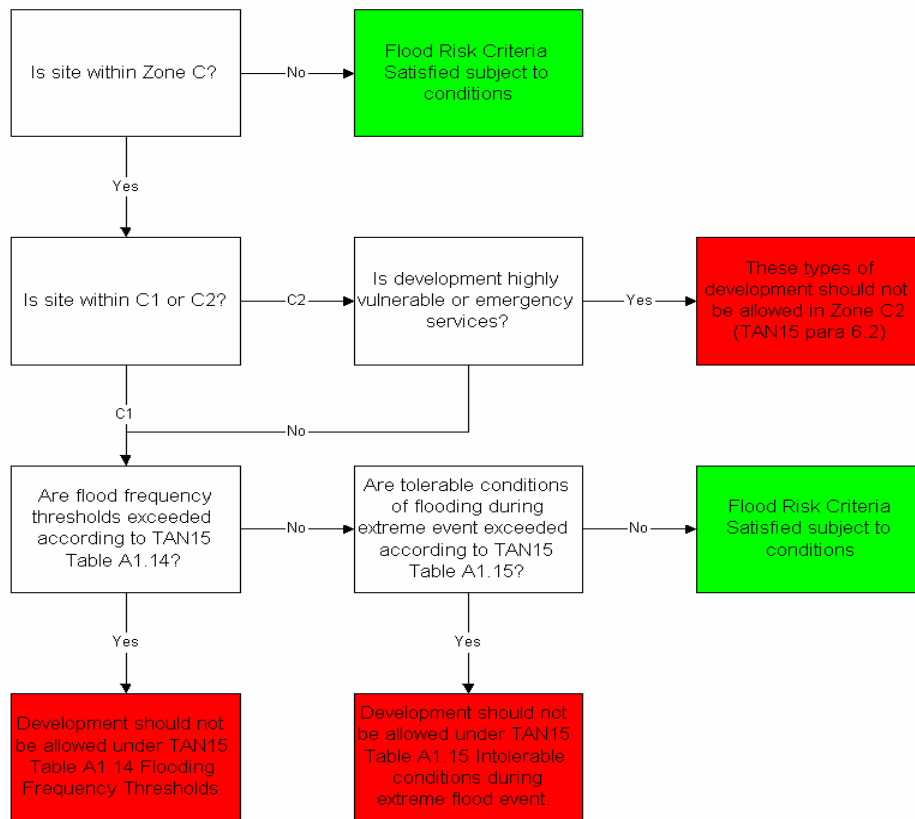 Is site within Zone C?
No
Flood Risk Criteria
Satisfied subject to
conditions
Yes
Is site within C1 or C2?
C2
Is development highly
vulnerable or emergency
services?
Yes
These types of
development should not
be allowed in Zone C2
(TAN15 para 6.2)
C1
No
Are flood frequency
thresholds exceeded
according to TAN15
Table A1.14?
No
Are tolerable conditions
of flooding during
extreme event exceeded
according to TAN15
Table A1.15?
No
Flood Risk Criteria
Satisfied subject to
conditions
Yes
Yes
Development should not
be allowed under TAN15
Table A1.14 Flooding
Frequency Thresholds.
Development should not
be allowed under TAN15
Table A1.15 Intolerable
conditions during
extreme flood event.